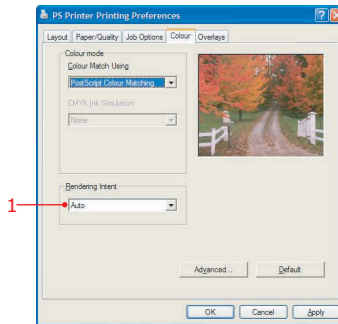 PS Printer Printing Preferences
Layout Paper/Quality Job Options Colour Overlays
Colour mode
Colour Match Using
PostScript Colour Matching
CMYK Ink Simulation
None
Rendering Intent
1
Auto
Advanced... Default
OK Cancel Apply